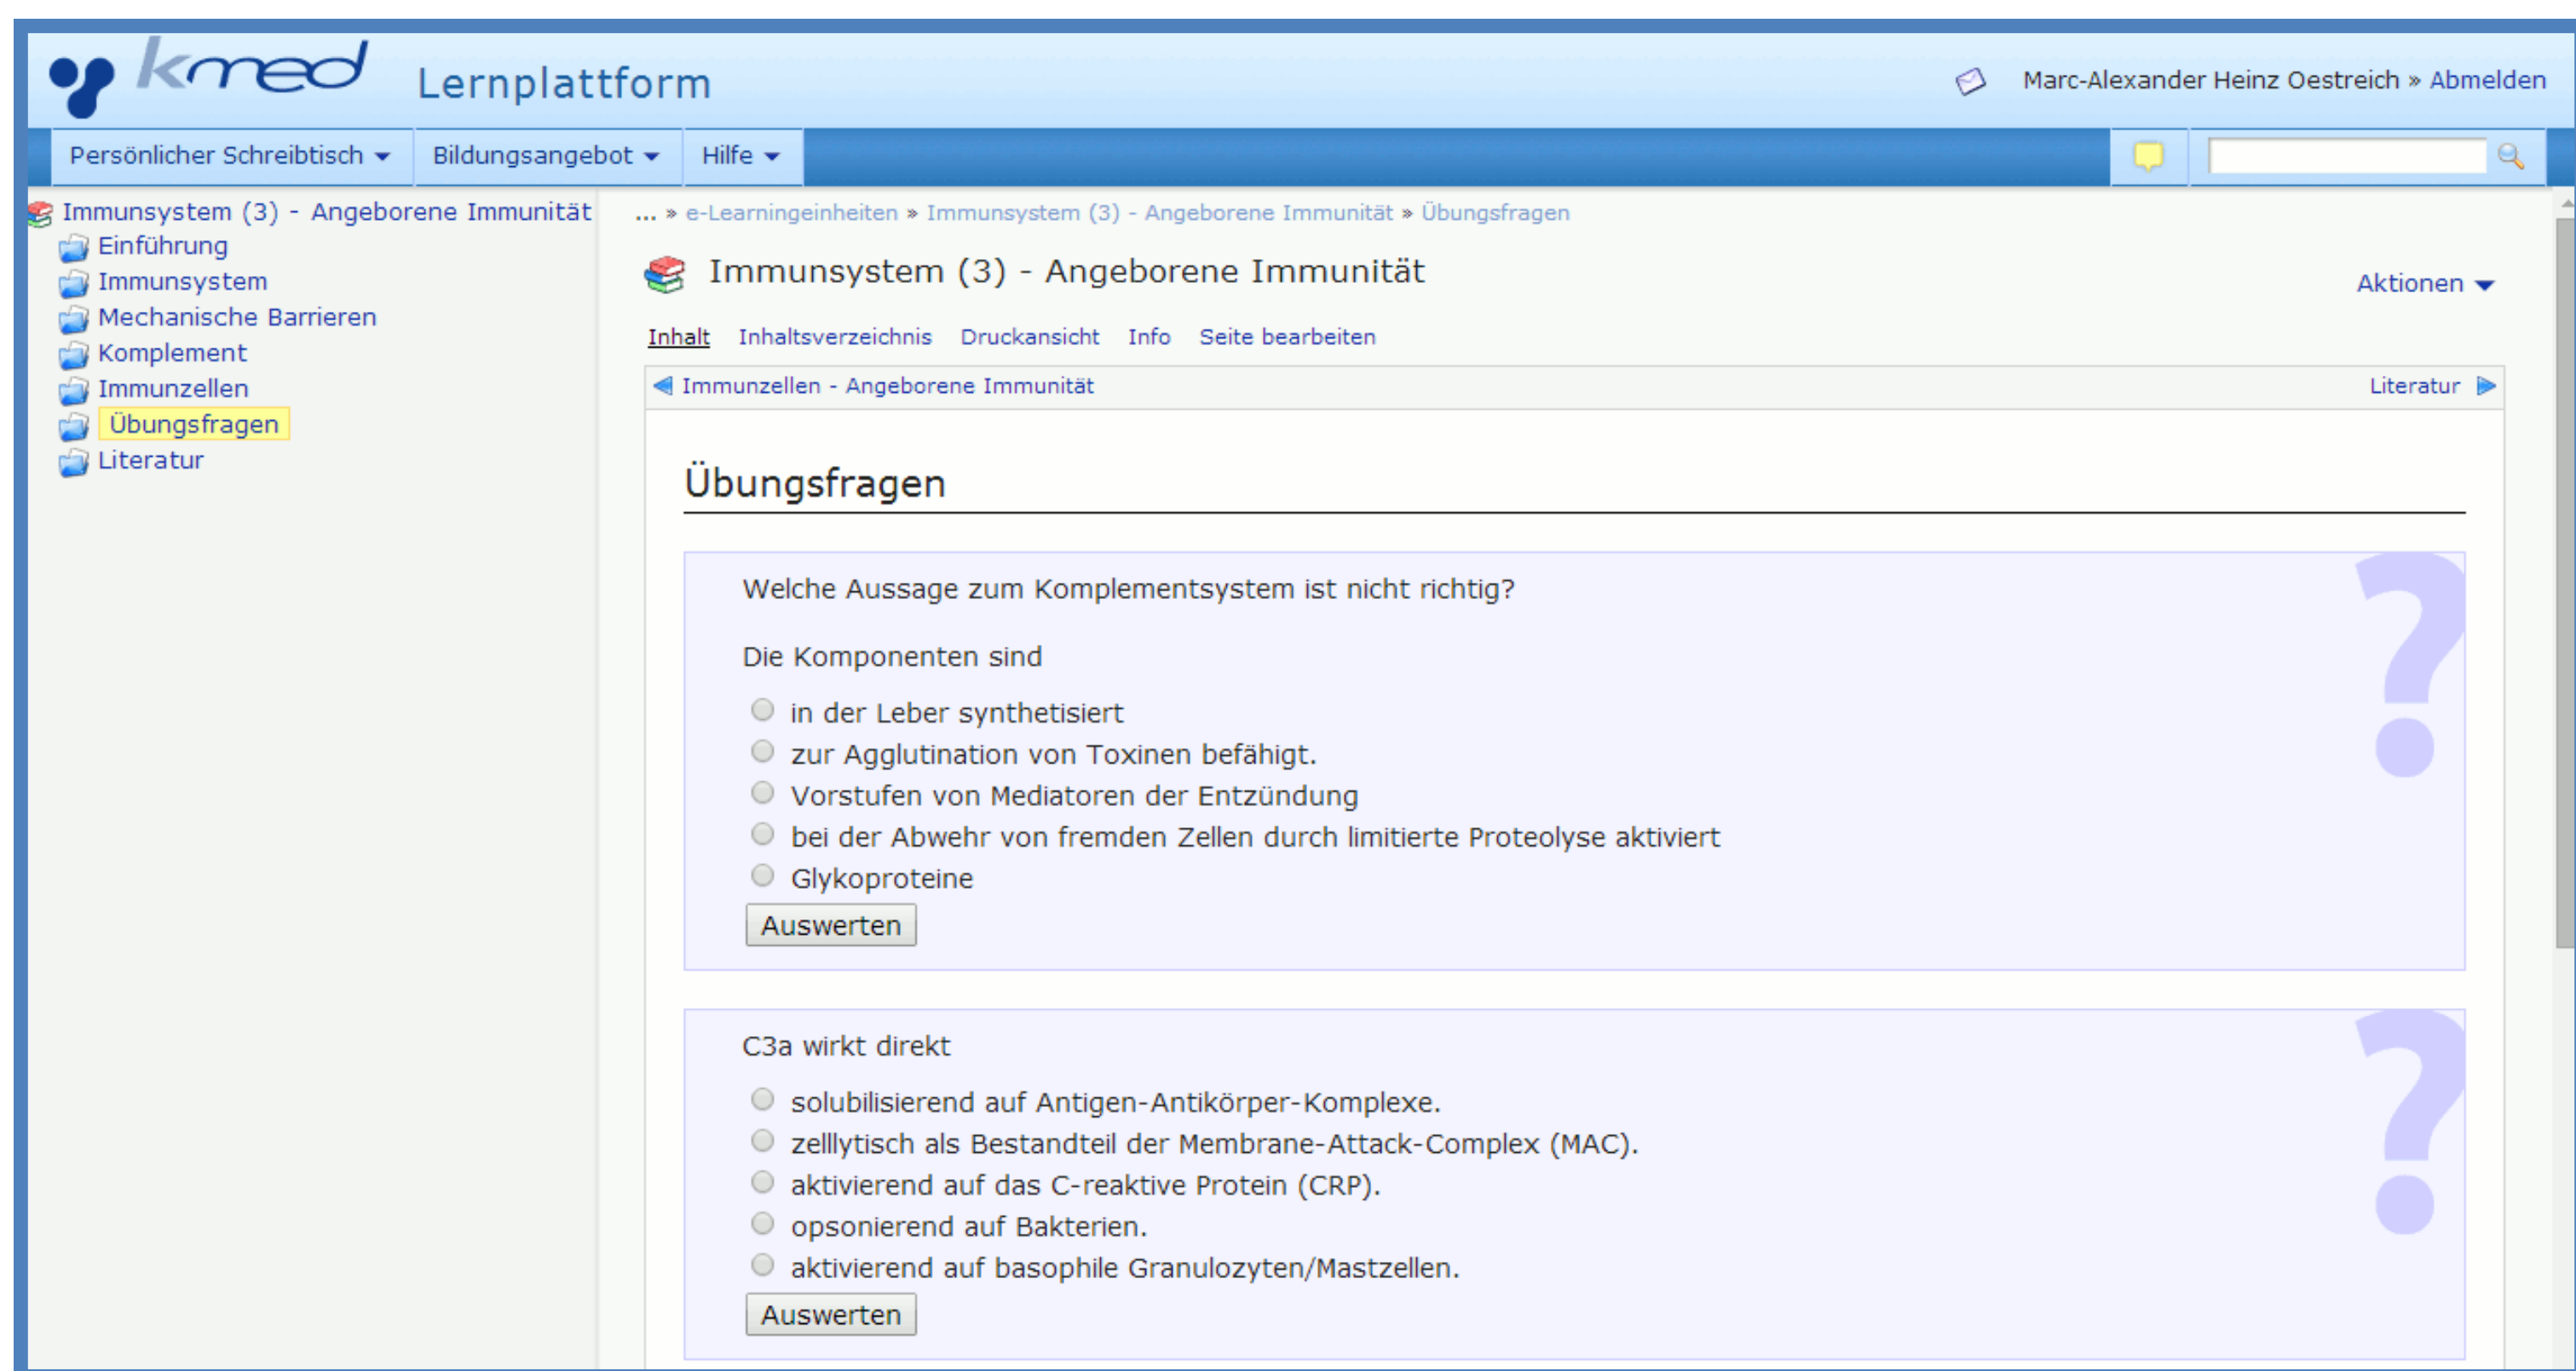 kmed Lernplattform
Marc-Alexander Heinz Oestreich » Abmelden
Persönlicher Schreibtisch Bildungsangebot Hilfe
Immunsystem (3) - Angeborene Immunität
Einführung
Immunsystem
Mechanische Barrieren
Komplement
Immunzellen
Übungsfragen
Literatur
... » e-Learningeinheiten » Immunsystem (3) - Angeborene Immunität » Übungsfragen
Immunsystem (3) - Angeborene Immunität
Aktionen
Inhalt Inhaltsverzeichnis Druckansicht Info Seite bearbeiten
Immunzellen - Angeborene Immunität
Literatur
Übungsfragen
?
Welche Aussage zum Komplementsystem ist nicht richtig?
Die Komponenten sind
in der Leber synthetisiert
zur Agglutination von Toxinen befähigt.
Vorstufen von Mediatoren der Entzündung
bei der Abwehr von fremden Zellen durch limitierte Proteolyse aktiviert
Glykoproteine
Auswerten
?
C3a wirkt direkt
solubilisierend auf Antigen-Antikörper-Komplexe.
zelllytisch als Bestandteil der Membrane-Attack-Complex (MAC).
aktivierend auf das C-reaktive Protein (CRP).
opsonierend auf Bakterien.
aktivierend auf basophile Granulozyten/Mastzellen.
Auswerten